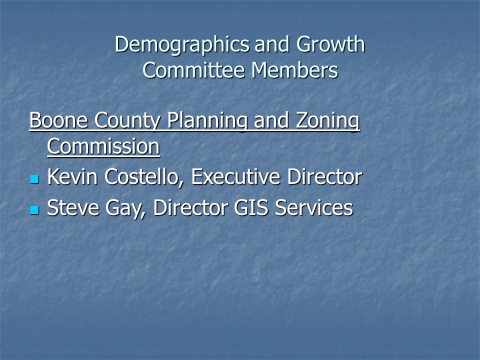 Demographics and Growth
Committee Members
Boone County Planning and Zoning
Commission
Kevin Costello, Executive Director
Steve Gay, Director GIS Services